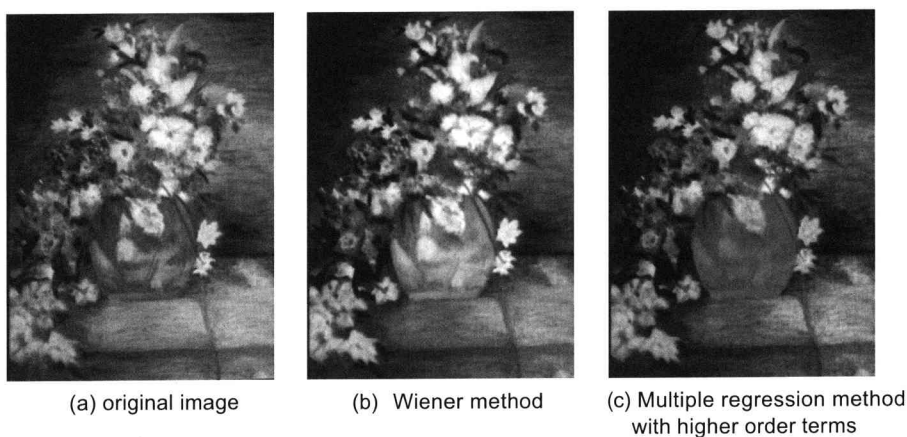 (a) original image
(b) Wiener method
(c) Multiple regression method
with higher order terms